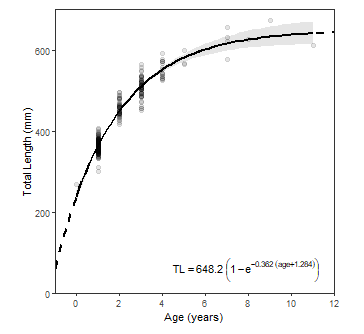 Total Length (mm)
600
400
200
0
TL = 648.2 (1 − e^−0.362 (age+1.284))
0 2 4 6 8 10 12
Age (years)